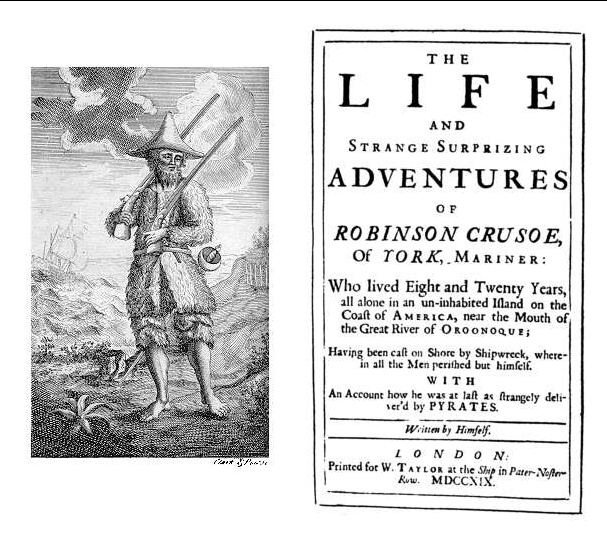 THE
LIFE
AND
STRANGE SURPRIZING
ADVENTURES
OF
ROBINSON CRUSOE,
Of YORK, MARINER:
Who lived Eight and Twenty Years,
all alone in an un-inhabited Iſland on the
Coaſt of AMERICA, near the Mouth of
the Great River of OROONOQUE;
Having been caſt on Shore by Shipwreck, where-
in all the Men periſhed but himſelf.
WITH
An Account how he was at laſt as ſtrangely deli-
ver'd by PYRATES.
Written by Himſelf.
LONDON:
Printed for W. TAYLOR at the Ship in Pater-Noſter-
Row. MDCCXIX.